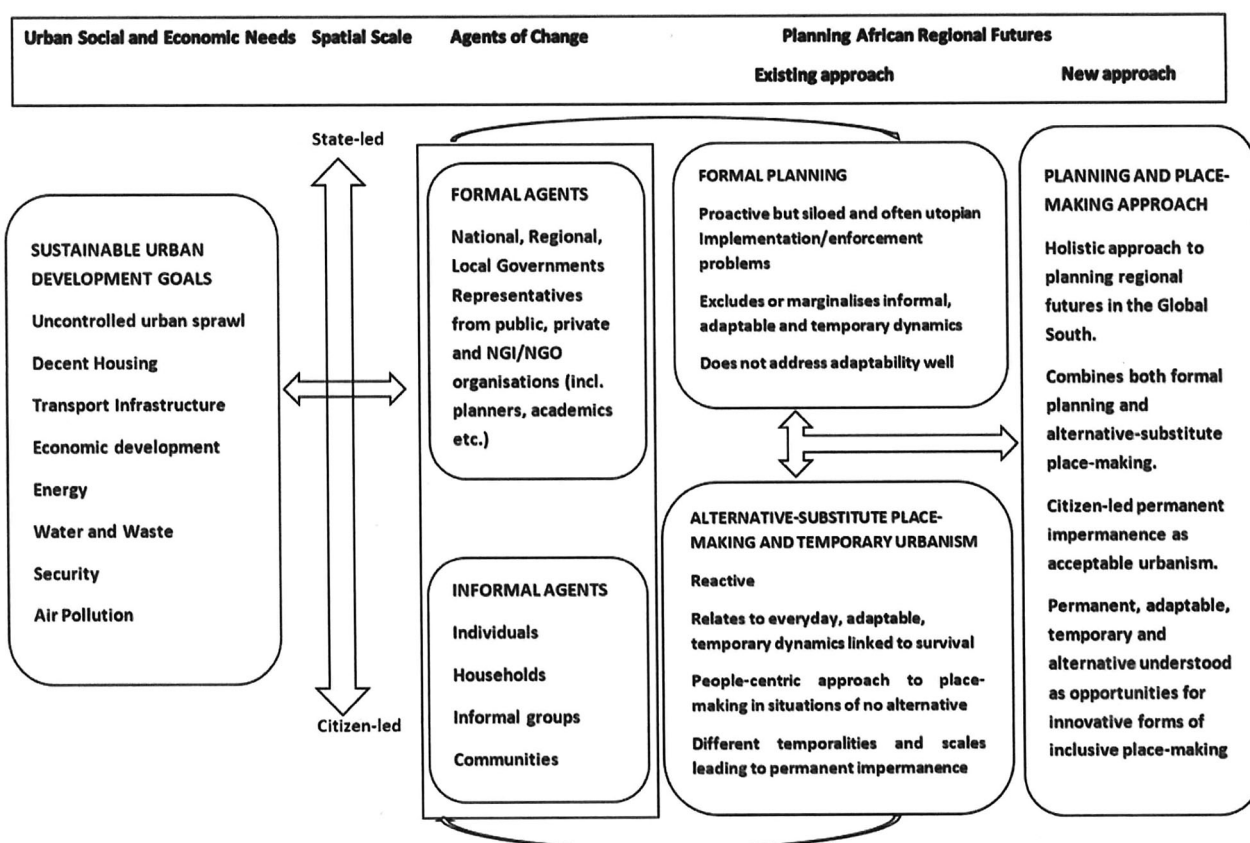 Urban Social and Economic Needs
Spatial Scale
Agents of Change
Planning African Regional Futures
Existing approach
New approach
State-led
Citizen-led
SUSTAINABLE URBAN
DEVELOPMENT GOALS
Uncontrolled urban sprawl
Decent Housing
Transport Infrastructure
Economic development
Energy
Water and Waste
Security
Air Pollution
FORMAL AGENTS
National, Regional,
Local Governments
Representatives
from public, private
and NGI/NGO
organisations (incl.
planners, academics
etc.)
INFORMAL AGENTS
Individuals
Households
Informal groups
Communities
FORMAL PLANNING
Proactive but siloed and often utopian
Implementation/enforcement
problems
Excludes or marginalises informal,
adaptable and temporary dynamics
Does not address adaptability well
ALTERNATIVE-SUBSTITUTE PLACE-
MAKING AND TEMPORARY URBANISM
Reactive
Relates to everyday, adaptable,
temporary dynamics linked to survival
People-centric approach to place-
making in situations of no alternative
Different temporalities and scales
leading to permanent impermanence
PLANNING AND PLACE-
MAKING APPROACH
Holistic approach to
planning regional
futures in the Global
South.
Combines both formal
planning and
alternative-substitute
place-making.
Citizen-led permanent
impermanence as
acceptable urbanism.
Permanent, adaptable,
temporary and
alternative understood
as opportunities for
innovative forms of
inclusive place-making